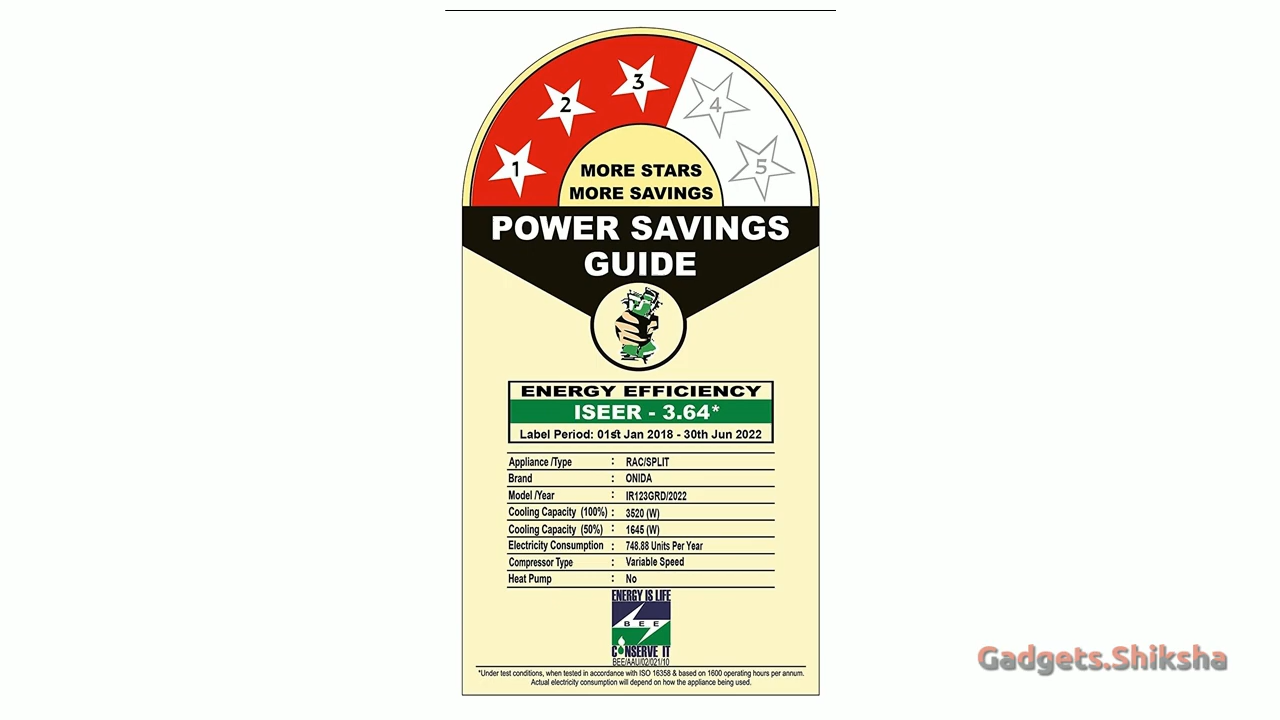 1
2
3
4
5
MORE STARS
MORE SAVINGS
POWER SAVINGS
GUIDE
ENERGY EFFICIENCY
ISEER - 3.64*
Label Period: 01st Jan 2018 - 30th Jun 2022
Appliance /Type : RAC/SPLIT
Brand : ONIDA
Model /Year : IR123GRD/2022
Cooling Capacity (100%) : 3520 (W)
Cooling Capacity (50%) : 1645 (W)
Electricity Consumption : 748.88 Units Per Year
Compressor Type : Variable Speed
Heat Pump : No
ENERGY IS LIFE
BEE
CONSERVE IT
BEE/AAU/02/021/10
*Under test conditions, when tested in accordance with ISO 16358 & based on 1600 operating hours per annum.
Actual electricity consumption will depend on how the appliance being used.
Gadgets.Shiksha